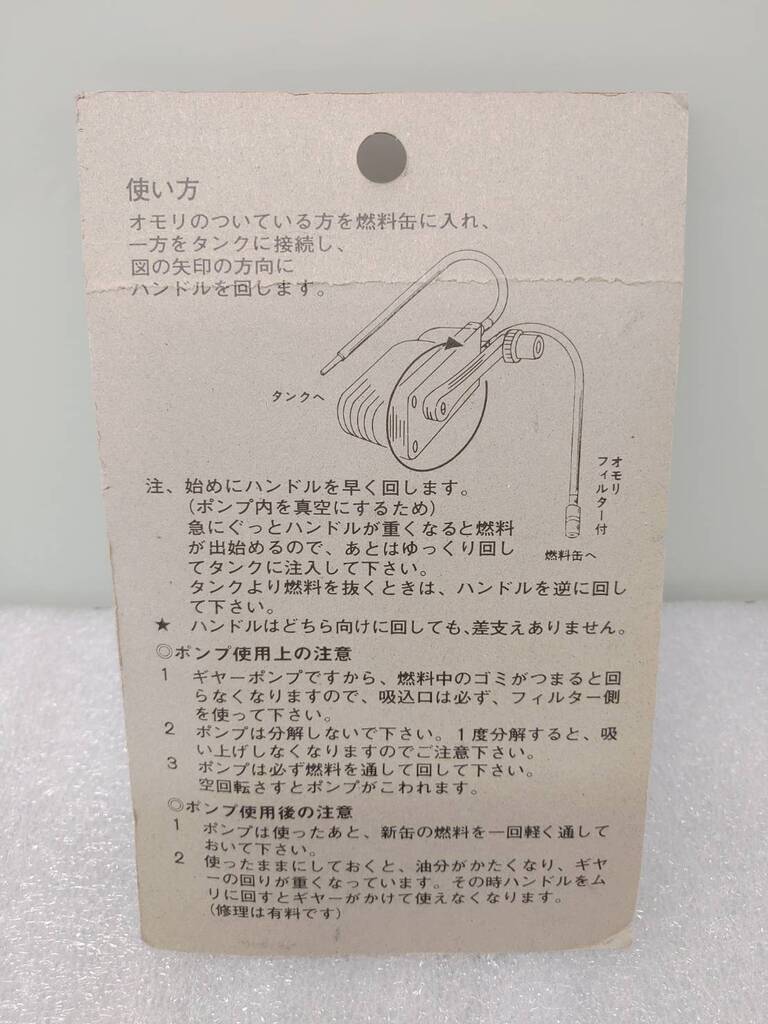 使い方
オモリのついている方を燃料缶に入れ、
一方をタンクに接続し、
図の矢印の方向に
ハンドルを回します。
タンクへ
オモリ
フィルター付
燃料缶へ
注、始めにハンドルを早く回します。
(ポンプ内を真空にするため)
急にぐっとハンドルが重くなると燃料
が出始めるので、あとはゆっくり回し
てタンクに注入して下さい。
タンクより燃料を抜くときは、ハンドルを逆に回し
て下さい。
★ ハンドルはどちら向けに回しても、差支えありません。
◎ポンプ使用上の注意
1 ギヤーポンプですから、燃料中のゴミがつまると回
らなくなりますので、吸込口は必ず、フィルター側
を使って下さい。
2 ポンプは分解しないで下さい。1度分解すると、吸
い上げしなくなりますのでご注意下さい。
3 ポンプは必ず燃料を通して回して下さい。
空回転さすとポンプがこわれます。
◎ポンプ使用後の注意
1 ポンプは使ったあと、新缶の燃料を一回軽く通して
おいて下さい。
2 使ったままにしておくと、油分がかたくなり、ギヤ
ーの回りが重くなっています。その時ハンドルをム
リに回すとギヤーがかけて使えなくなります。
(修理は有料です)